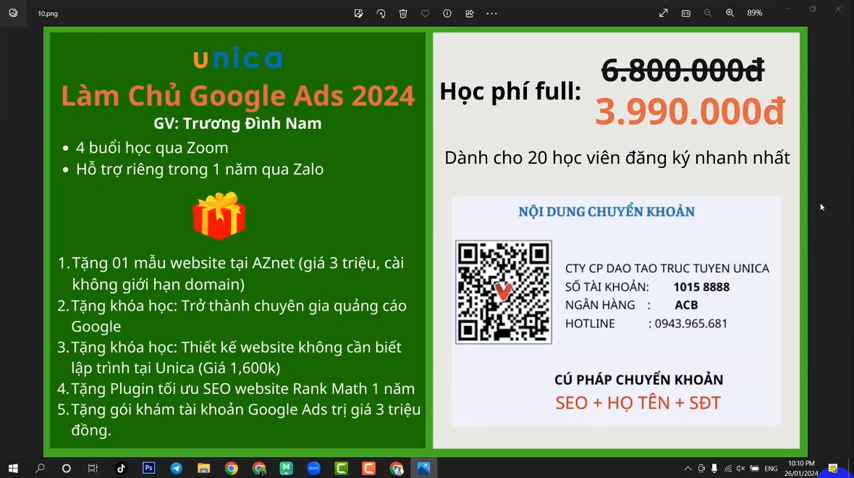 10.png
89%
unica
Làm Chủ Google Ads 2024
GV: Trương Đình Nam
• 4 buổi học qua Zoom
• Hỗ trợ riêng trong 1 năm qua Zalo
1. Tặng 01 mẫu website tại AZnet (giá 3 triệu, cài
không giới hạn domain)
2. Tặng khóa học: Trở thành chuyên gia quảng cáo
Google
3. Tặng khóa học: Thiết kế website không cần biết
lập trình tại Unica (Giá 1,600k)
4. Tặng Plugin tối ưu SEO website Rank Math 1 năm
5. Tặng gói khám tài khoản Google Ads trị giá 3 triệu
đồng.
Học phí full:
6.800.000đ
3.990.000đ
Dành cho 20 học viên đăng ký nhanh nhất
NỘI DUNG CHUYỂN KHOẢN
CTY CP DAO TAO TRUC TUYEN UNICA
SỐ TÀI KHOẢN: 1015 8888
NGÂN HÀNG : ACB
HOTLINE : 0943.965.681
CÚ PHÁP CHUYỂN KHOẢN
SEO + HỌ TÊN + SĐT
Ps
ENG
10:10 PM
26/01/2024